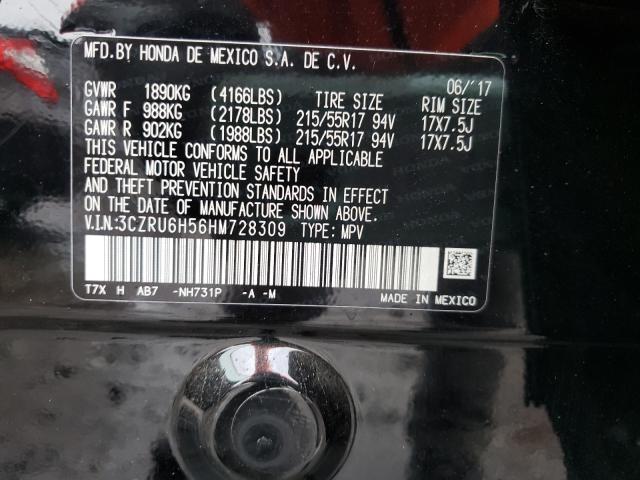 MFD.BY HONDA DE MEXICO S.A. DE C.V.
06/'17
GVWR 1890KG (4166LBS) TIRE SIZE RIM SIZE
GAWR F 988KG (2178LBS) 215/55R17 94V 17X7.5J
GAWR R 902KG (1988LBS) 215/55R17 94V 17X7.5J
THIS VEHICLE CONFORMS TO ALL APPLICABLE
FEDERAL MOTOR VEHICLE SAFETY
AND THEFT PREVENTION STANDARDS IN EFFECT
ON DATE OF MANUFACTURE SHOWN ABOVE.
V.I.N:3CZRU6H56HM728309 TYPE: MPV
T7X H AB7 -NH731P -A -M
MADE IN MEXICO